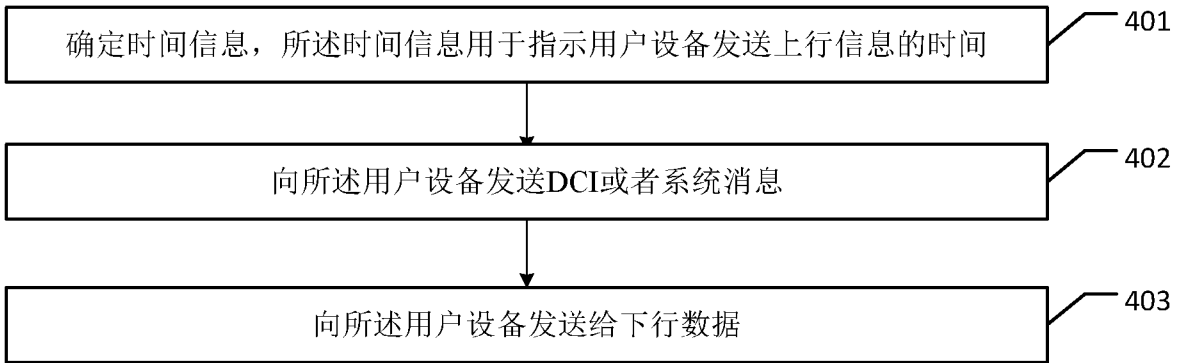 确定时间信息，所述时间信息用于指示用户设备发送上行信息的时间
401
向所述用户设备发送DCI或者系统消息
402
向所述用户设备发送给下行数据
403